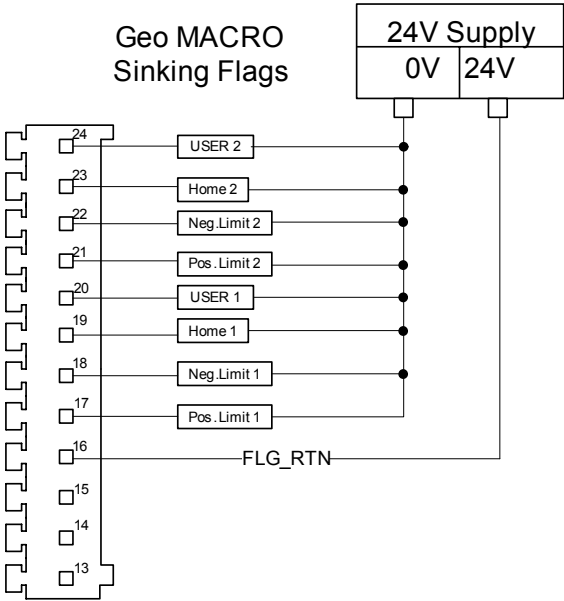 Geo MACRO
Sinking Flags
24V Supply
0V 24V
24 USER 2
23 Home 2
22 Neg.Limit 2
21 Pos.Limit 2
20 USER 1
19 Home 1
18 Neg.Limit 1
17 Pos.Limit 1
16 FLG_RTN
15
14
13